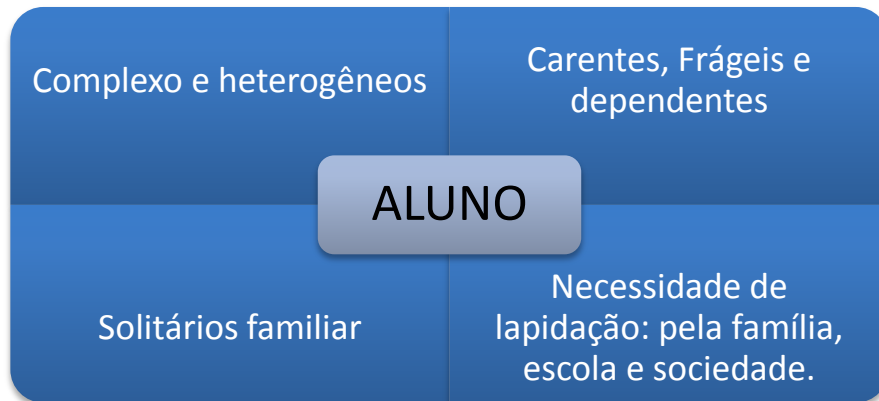 Complexo e heterogêneos
Carentes, Frágeis e
dependentes
ALUNO
Solitários familiar
Necessidade de
lapidação: pela família,
escola e sociedade.